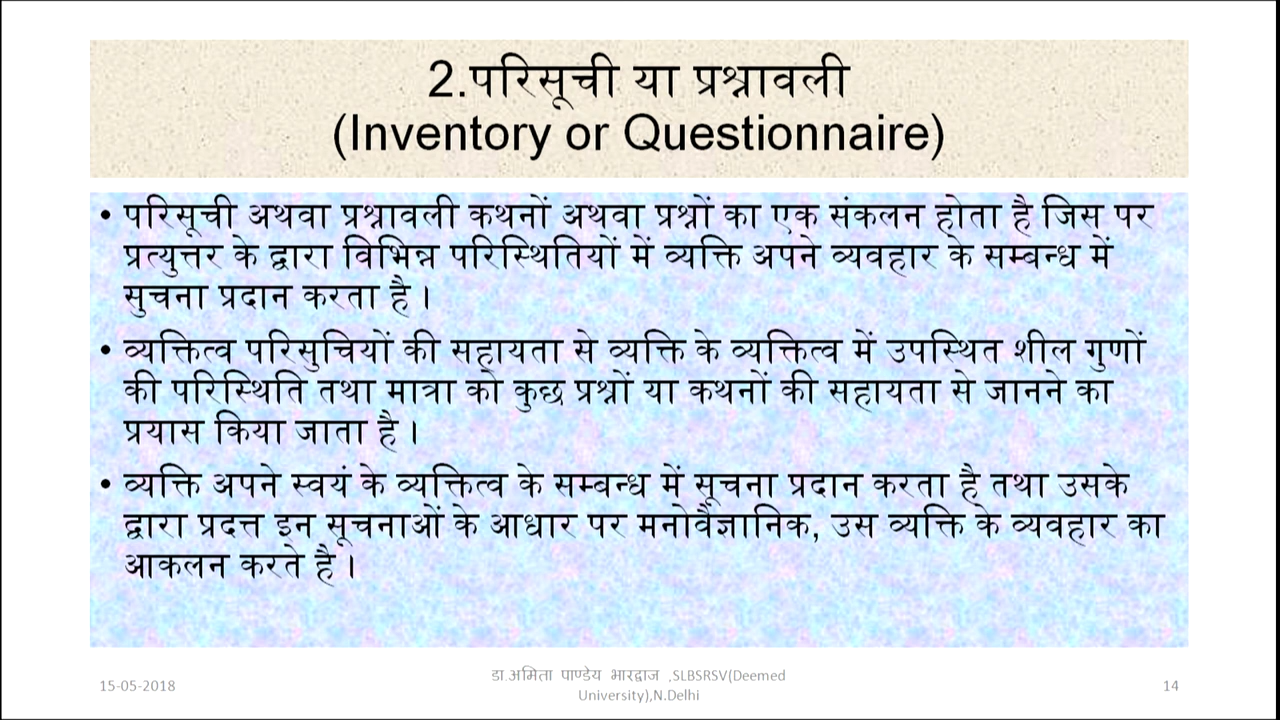 2.परिसूची या प्रश्नावली
(Inventory or Questionnaire)
• परिसूची अथवा प्रश्नावली कथनों अथवा प्रश्नों का एक संकलन होता है जिस पर
प्रत्युत्तर के द्वारा विभिन्न परिस्थितियों में व्यक्ति अपने व्यवहार के सम्बन्ध में
सुचना प्रदान करता है ।
• व्यक्तित्व परिसुचियों की सहायता से व्यक्ति के व्यक्तित्व में उपस्थित शील गुणों
की परिस्थिति तथा मात्रा को कुछ प्रश्नों या कथनों की सहायता से जानने का
प्रयास किया जाता है ।
• व्यक्ति अपने स्वयं के व्यक्तित्व के सम्बन्ध में सूचना प्रदान करता है तथा उसके
द्वारा प्रदत्त इन सूचनाओं के आधार पर मनोवैज्ञानिक, उस व्यक्ति के व्यवहार का
आकलन करते है ।
15-05-2018
डा.अमिता पाण्डेय भारद्वाज ,SLBSRSV(Deemed
University),N.Delhi
14